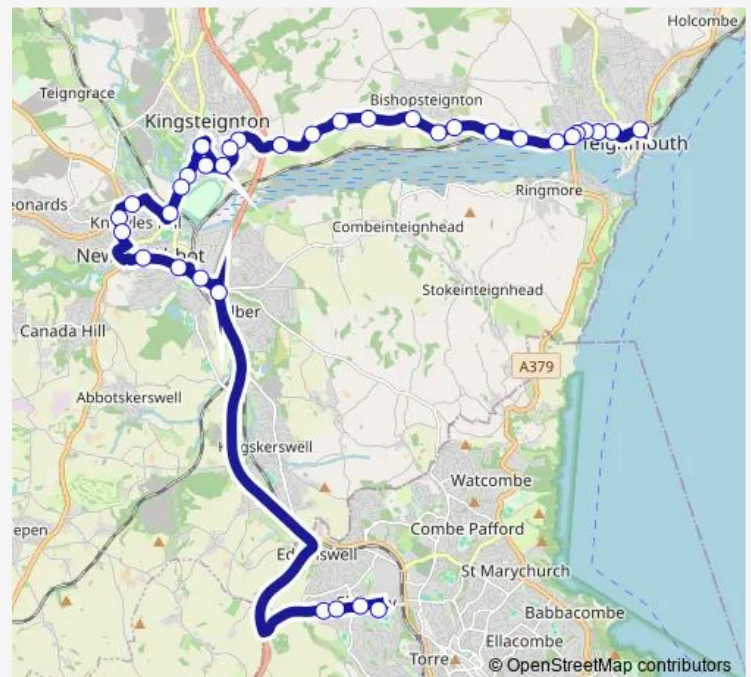 Holcombe
Teigngrace
Bishopsteignton
Kingsteignton
Teignmouth
Ringmore
Combeinteignhead
Stokeinteignhead
Canada Hill
A379
Abbotskerswell
Watcombe
Combe Pafford
St Marychurch
Babbacombe
Ellacombe
Torre
© OpenStreetMap contributors